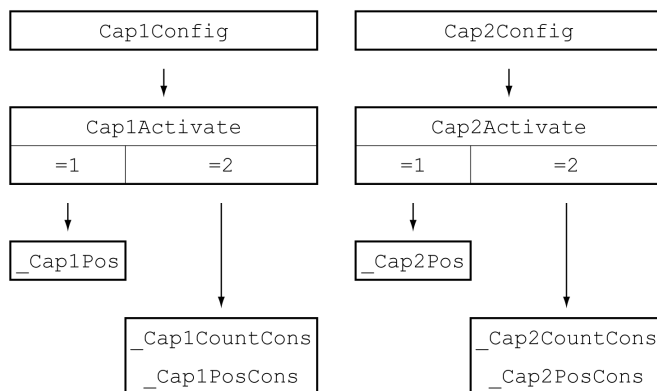 Cap1Config
Cap2Config
Cap1Activate
Cap2Activate
=1
=2
=1
=2
_Cap1Pos
_Cap2Pos
_Cap1CountCons
_Cap1PosCons
_Cap2CountCons
_Cap2PosCons